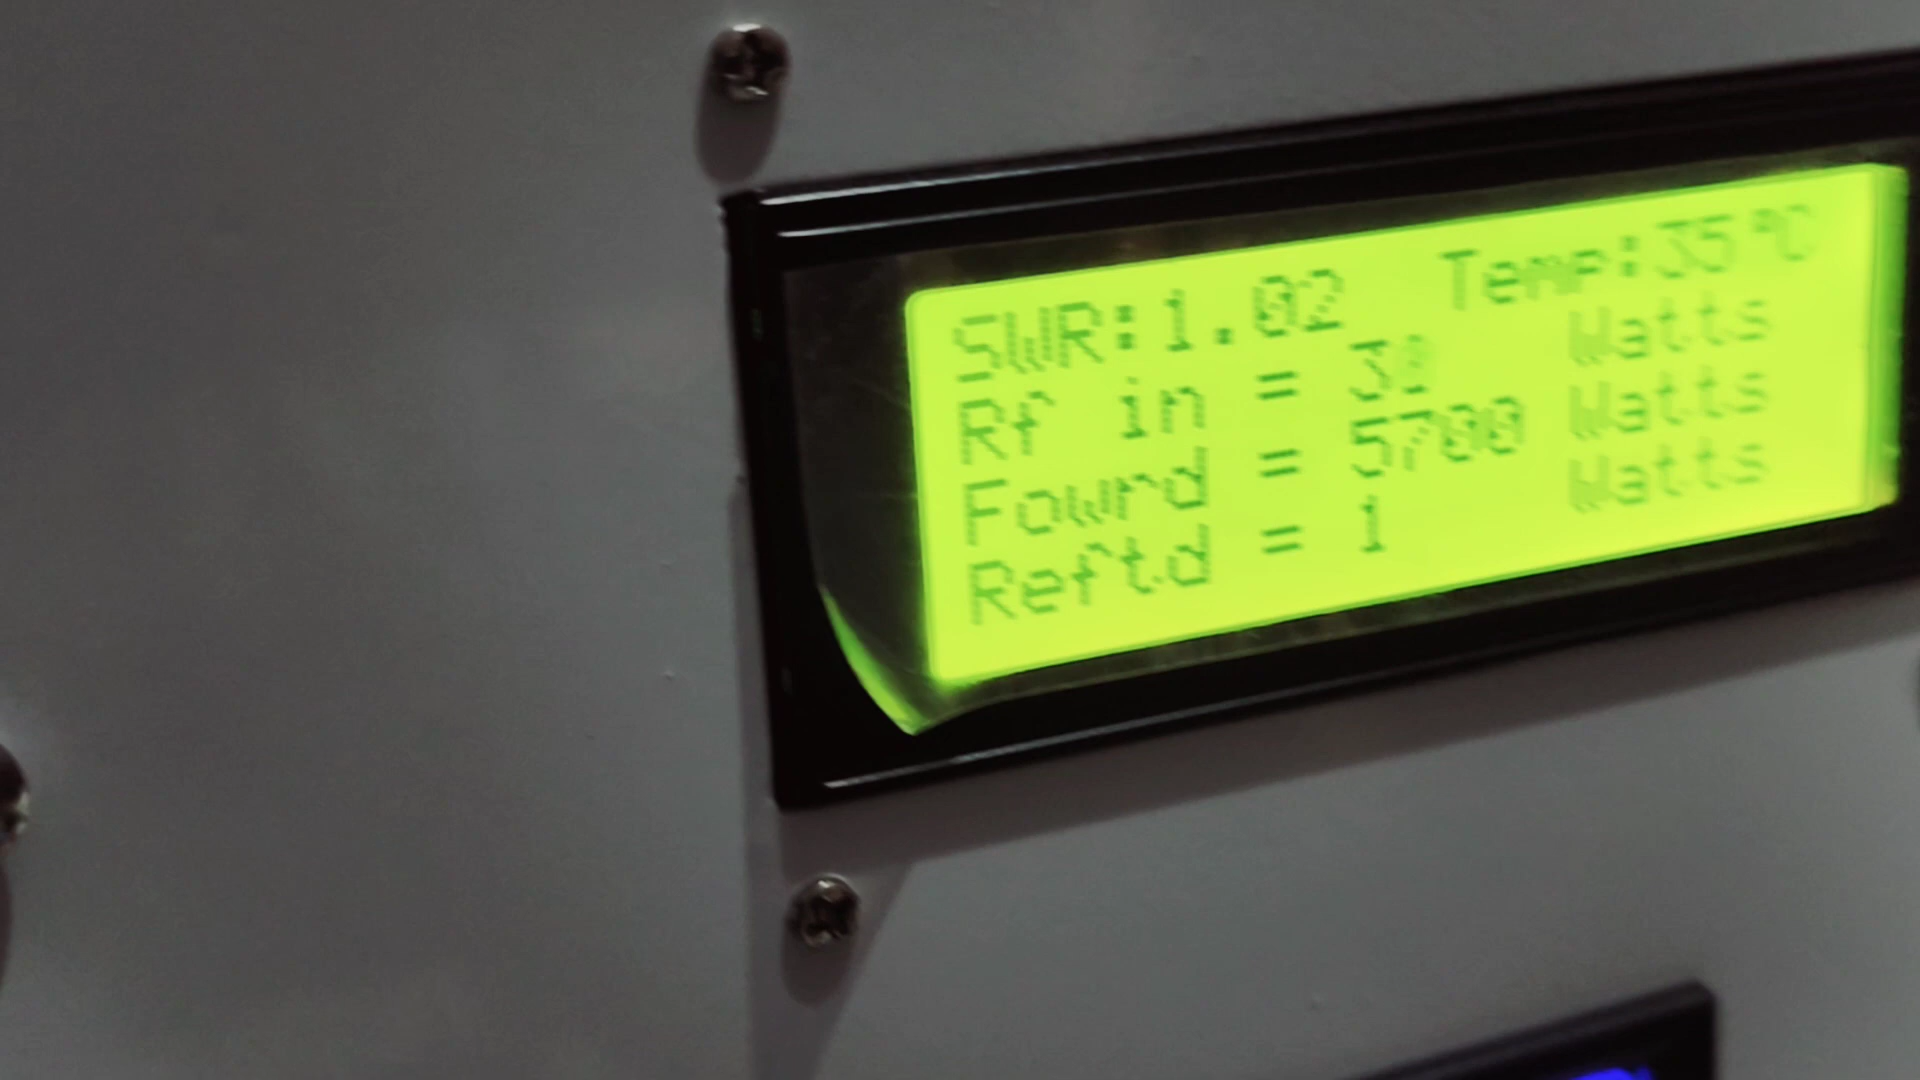 SWR:1.02 Temp:35°C
Rf in = 30 Watts
Fowrd = 5700 Watts
Reftd = 1 Watts